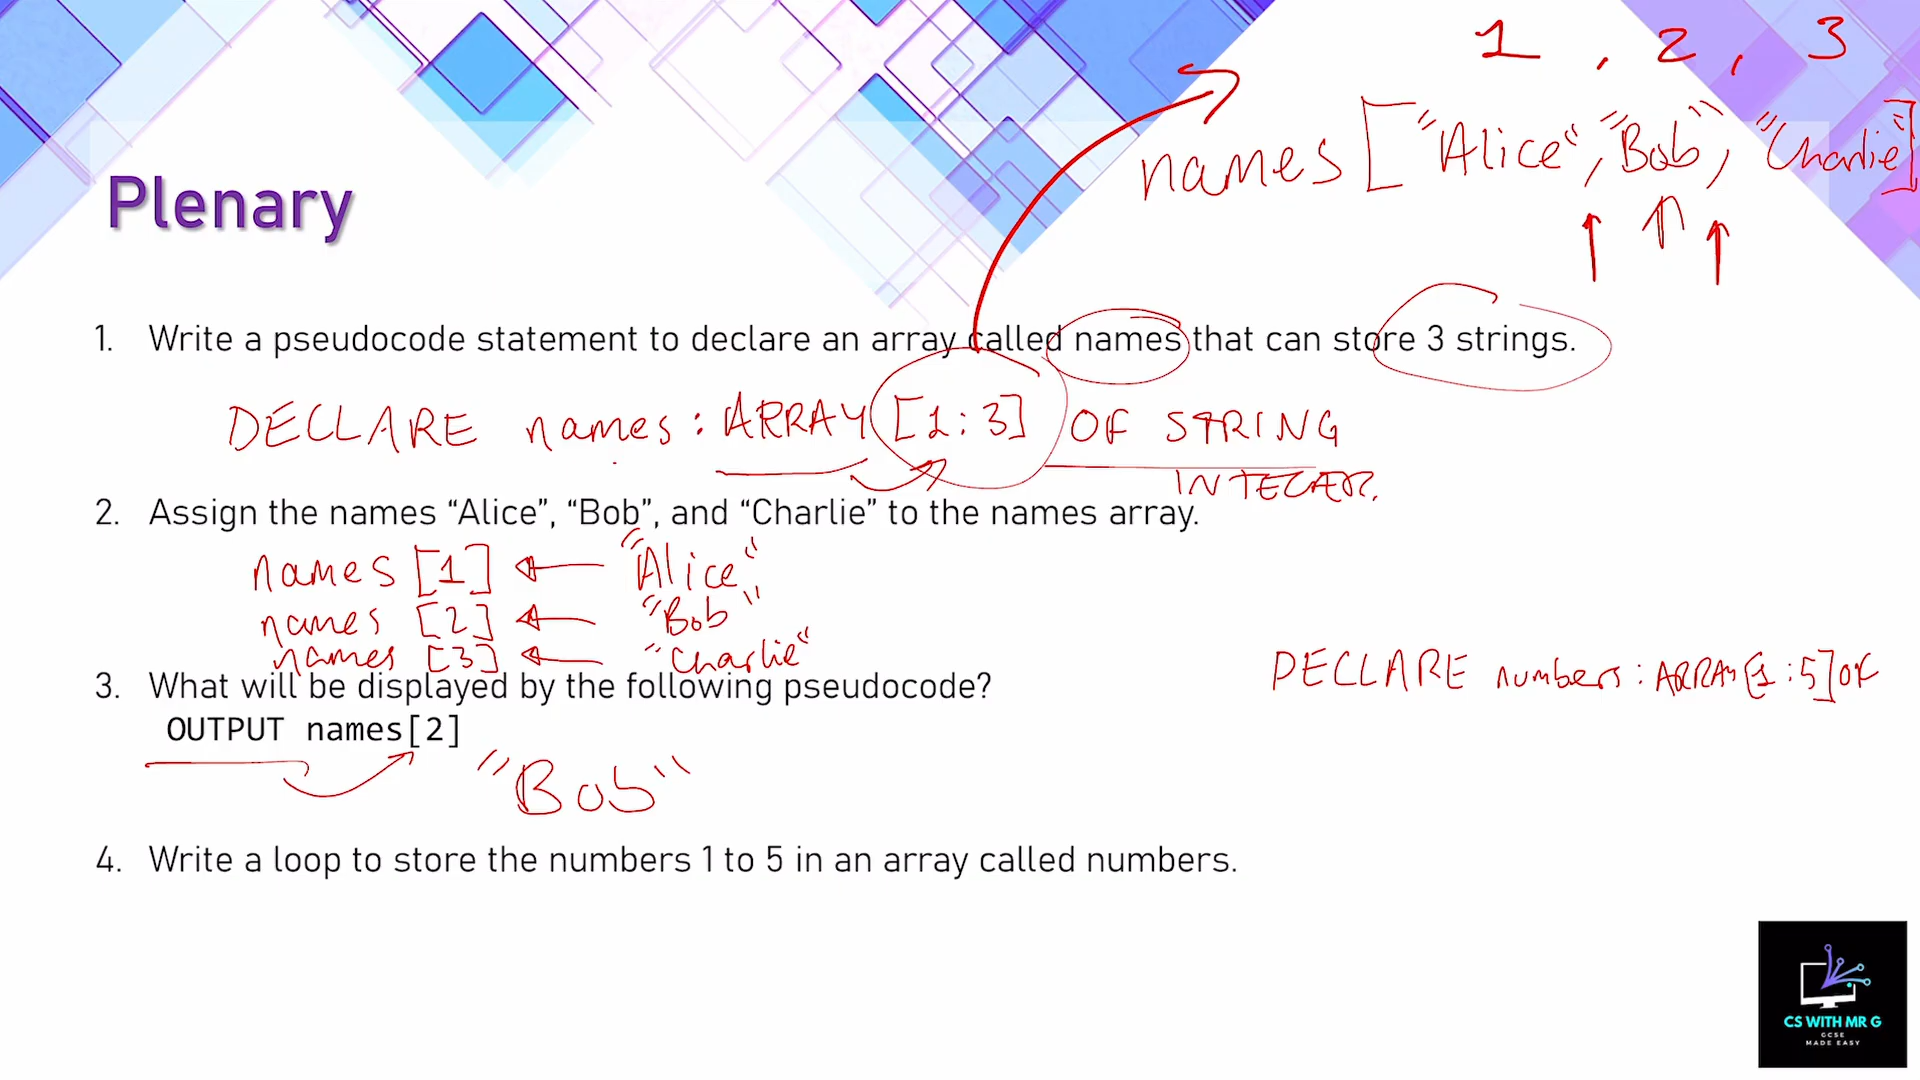 1 , 2 , 3
names ["Alice", "Bob", "Charlie"]
Plenary
1. Write a pseudocode statement to declare an array called names that can store 3 strings.
DECLARE names : ARRAY [1:3] OF STRING
INTEGER.
2. Assign the names “Alice”, “Bob”, and “Charlie” to the names array.
names [1] ← "Alice"
names [2] ← "Bob"
names [3] ← "Charlie"
3. What will be displayed by the following pseudocode?
DECLARE numbers : ARRAY [1:5] OF
OUTPUT names[2]
"Bob"
4. Write a loop to store the numbers 1 to 5 in an array called numbers.
CS WITH MR G
GCSE
MADE EASY